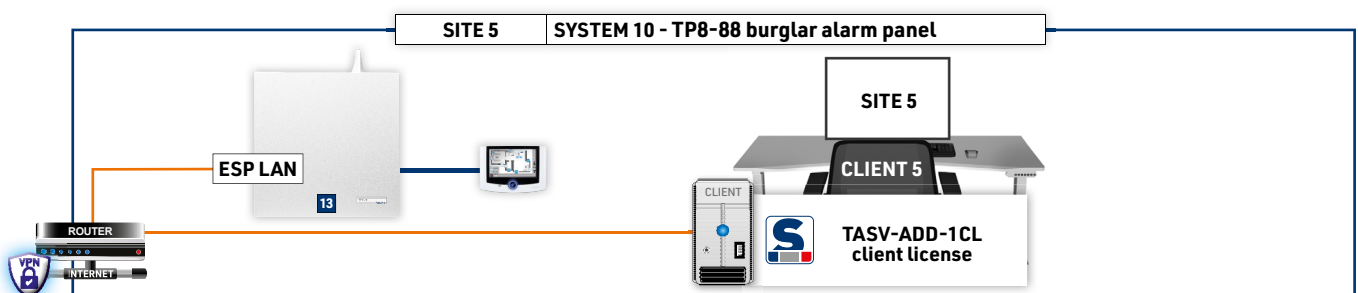 SITE 5 SYSTEM 10 - TP8-88 burglar alarm panel
SITE 5
ESP LAN
CLIENT 5
13
CLIENT
ROUTER
S
TASV-ADD-1CL
client license
VPN
INTERNET